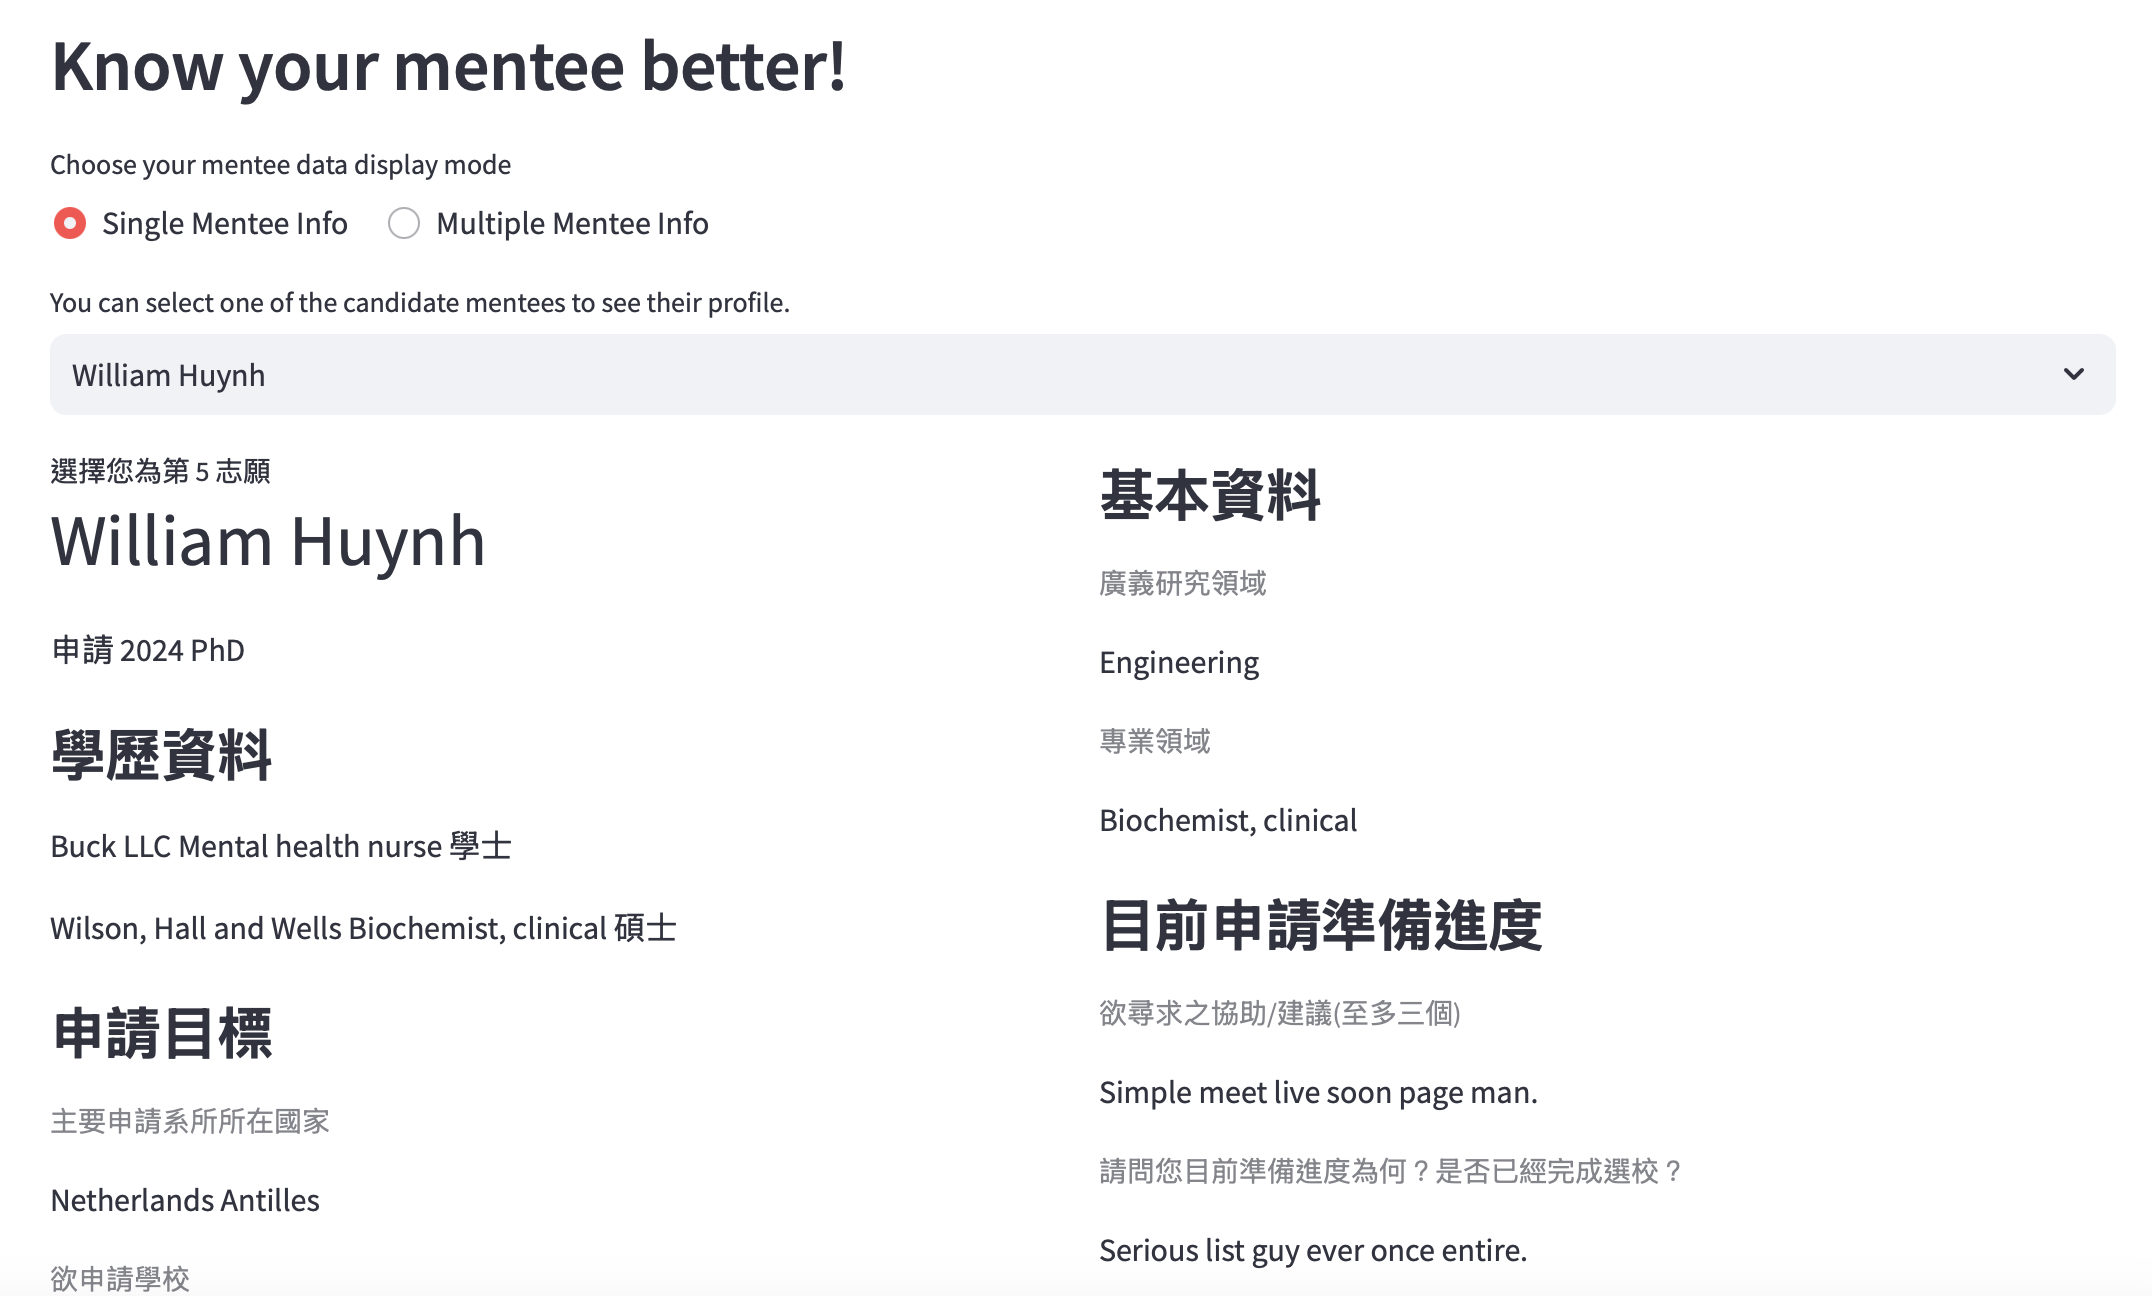 Know your mentee better!
Choose your mentee data display mode
Single Mentee Info
Multiple Mentee Info
You can select one of the candidate mentees to see their profile.
William Huynh
選擇您為第 5 志願
William Huynh
申請 2024 PhD
學歷資料
Buck LLC Mental health nurse 學士
Wilson, Hall and Wells Biochemist, clinical 碩士
申請目標
主要申請系所所在國家
Netherlands Antilles
欲申請學校
基本資料
廣義研究領域
Engineering
專業領域
Biochemist, clinical
目前申請準備進度
欲尋求之協助/建議(至多三個)
Simple meet live soon page man.
請問您目前準備進度為何？是否已經完成選校？
Serious list guy ever once entire.